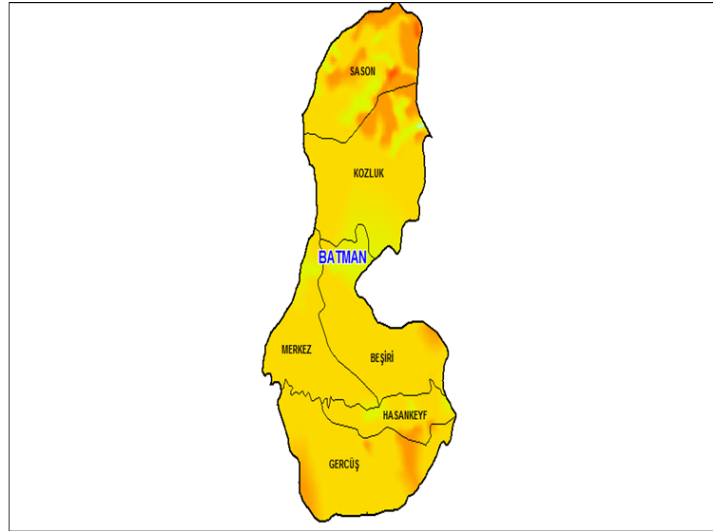 SASON
KOZLUK
BATMAN
MERKEZ
BEŞİRİ
HASANKEYF
GERCÜŞ